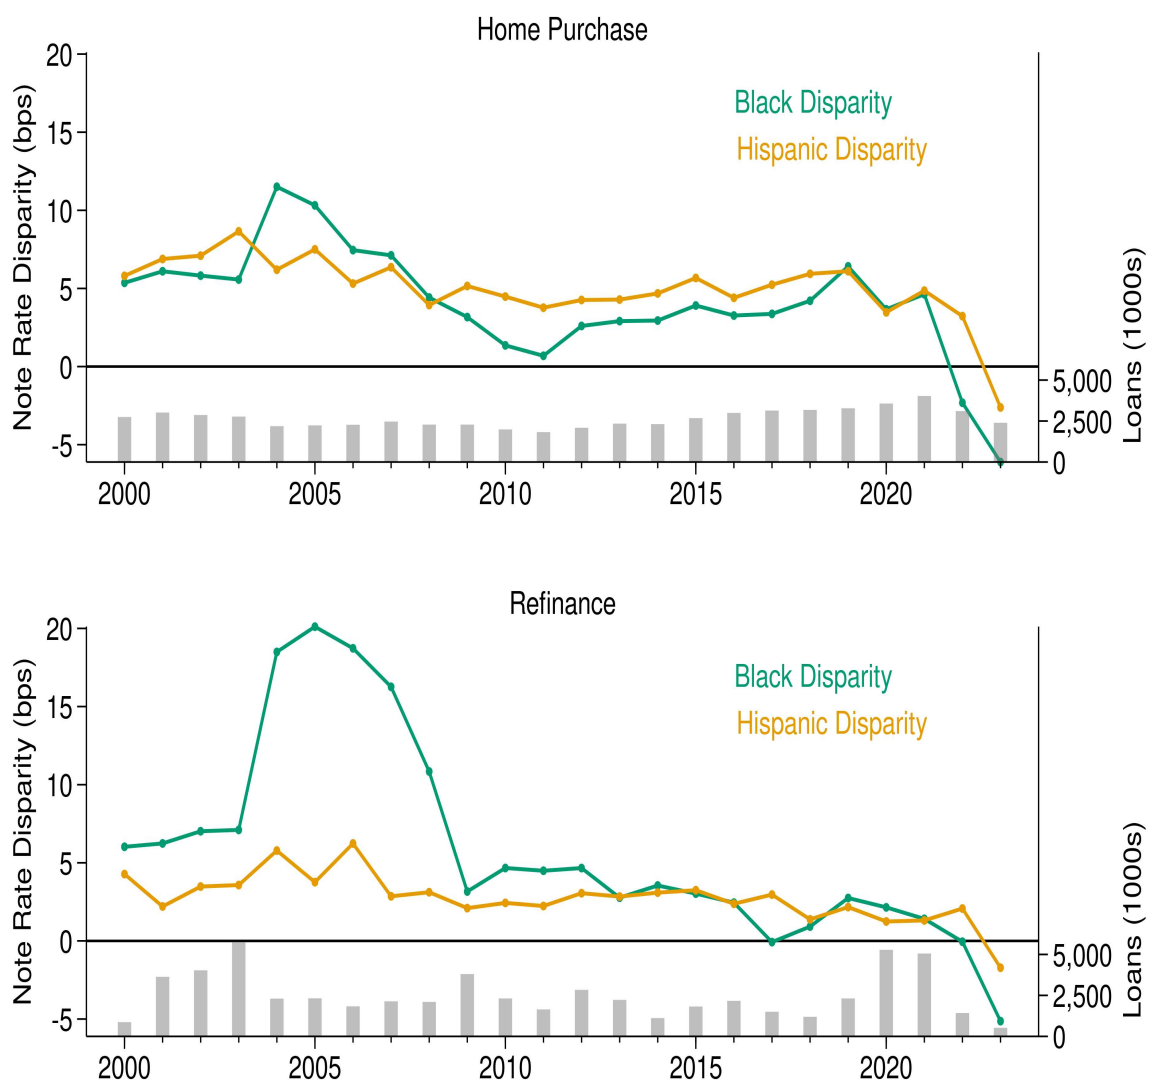 Home Purchase
Note Rate Disparity (bps)
20
15
10
5
0
-5
Black Disparity
Hispanic Disparity
Loans (1000s)
5,000
2,500
0
2000 2005 2010 2015 2020
Refinance
Note Rate Disparity (bps)
20
15
10
5
0
-5
Black Disparity
Hispanic Disparity
Loans (1000s)
5,000
2,500
0
2000 2005 2010 2015 2020